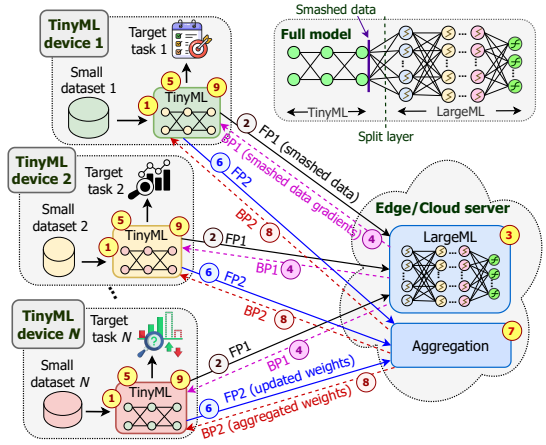 TinyML
device 1
Target
task 1
Small
dataset 1
1
5
9
TinyML
Smashed data
Full model
TinyML
LargeML
Split layer
2 FP1 (smashed data)
BP1 (smashed data gradients) 4
6 FP2
BP2 8
TinyML
device 2
Target
task 2
Small
dataset 2
1
5
9
TinyML
2 FP1
BP1 4
6 FP2
BP2 8
Edge/Cloud server
3
LargeML
7
Aggregation
TinyML
device N
Target
task N
Small
dataset N
1
5
9
TinyML
2 FP1
BP1 4
6 FP2 (updated weights)
BP2 (aggregated weights) 8